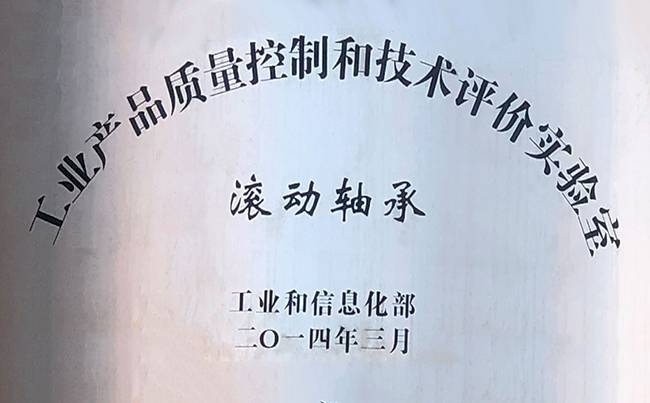 工业产品质量控制和技术评价实验室
滚动轴承
工业和信息化部
二〇一四年三月